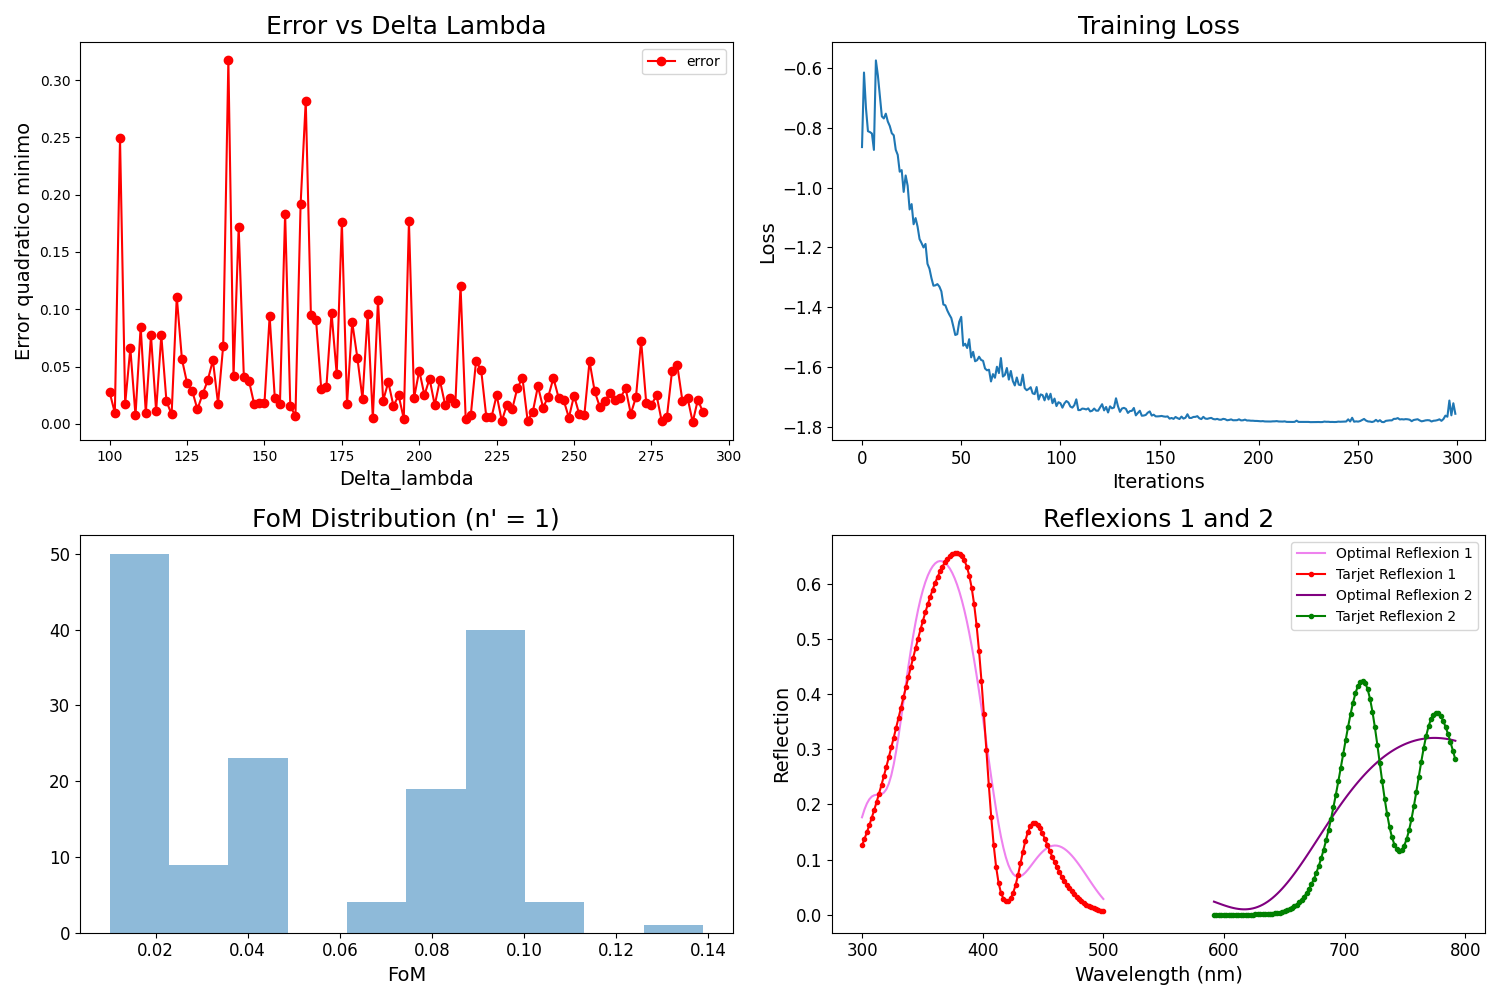 Error vs Delta Lambda
error
Error quadratico minimo
0.30
0.25
0.20
0.15
0.10
0.05
0.00
100 125 150 175 200 225 250 275 300
Delta_lambda
Training Loss
Loss
−0.6
−0.8
−1.0
−1.2
−1.4
−1.6
−1.8
0 50 100 150 200 250 300
Iterations
FoM Distribution (n' = 1)
50
40
30
20
10
0
0.02 0.04 0.06 0.08 0.10 0.12 0.14
FoM
Reflexions 1 and 2
Optimal Reflexion 1
Tarjet Reflexion 1
Optimal Reflexion 2
Tarjet Reflexion 2
Reflection
0.6
0.5
0.4
0.3
0.2
0.1
0.0
300 400 500 600 700 800
Wavelength (nm)